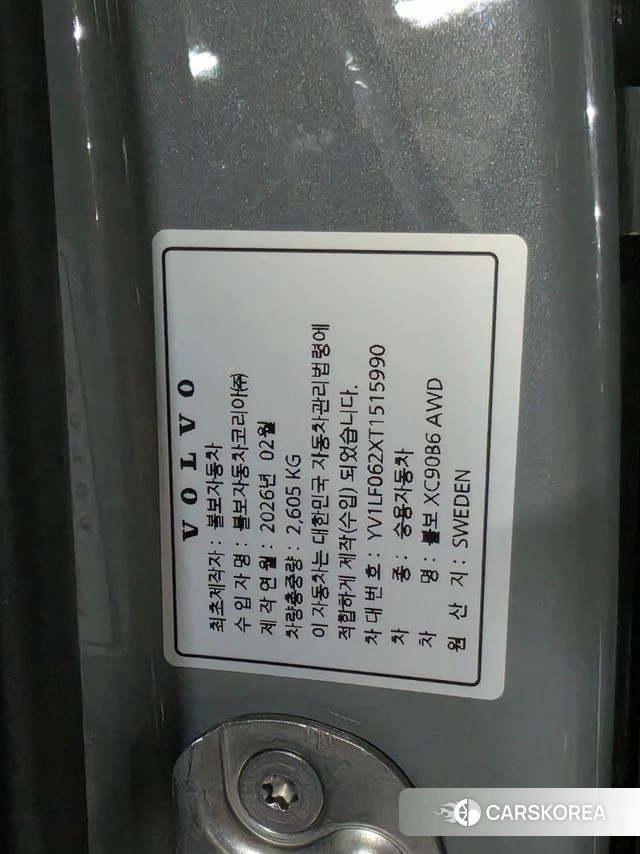 VOLVO
최초제작자 : 볼보자동차
수 입 자 명 : 볼보자동차코리아㈜
제 작 연 월 : 2026년 02월
차량총중량 : 2,605 KG
이 자동차는 대한민국 자동차관리법령에
적합하게 제작(수입) 되었습니다.
차 대 번 호 : YV1LF062XT1515990
차 종 : 승용자동차
차 명 : 볼보 XC90B6 AWD
원 산 지 : SWEDEN
CARSKOREA